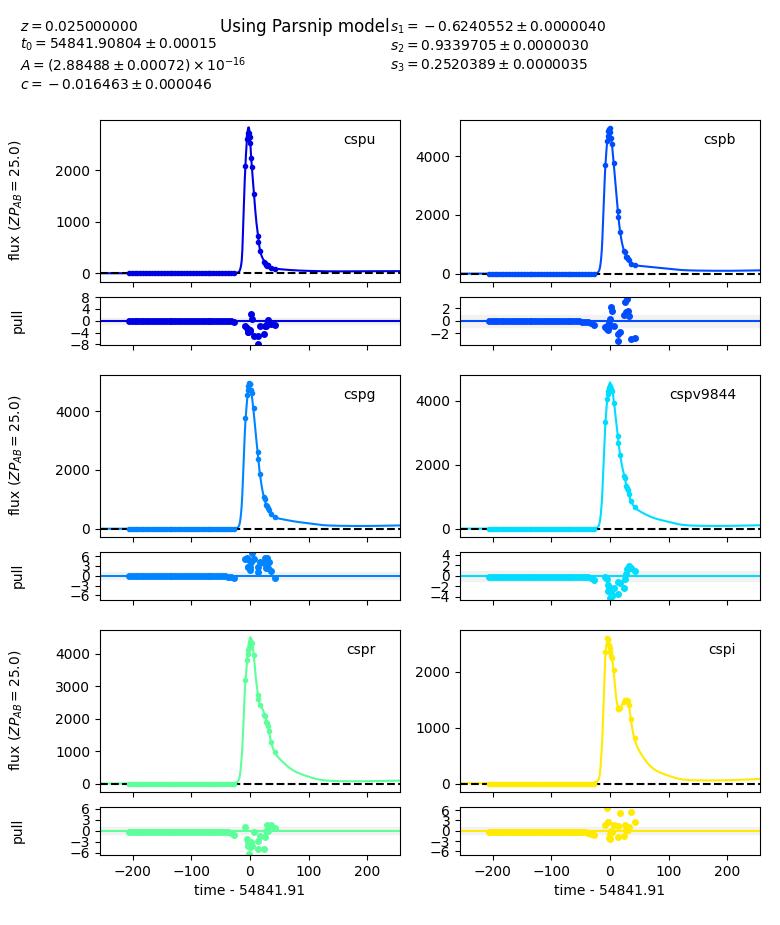 Using Parsnip model
z = 0.025000000
t₀ = 54841.90804 ± 0.00015
A = (2.88488 ± 0.00072) × 10⁻¹⁶
c = −0.016463 ± 0.000046
s₁ = −0.6240552 ± 0.0000040
s₂ = 0.9339705 ± 0.0000030
s₃ = 0.2520389 ± 0.0000035
flux (ZP_AB = 25.0)
2000
1000
0
cspu
4000
2000
0
cspb
pull
8
4
0
−4
−8
2
0
−2
flux (ZP_AB = 25.0)
4000
2000
0
cspg
4000
2000
0
cspv9844
pull
6
3
0
−3
−6
4
2
0
−2
−4
flux (ZP_AB = 25.0)
4000
3000
2000
1000
0
cspr
2000
1000
0
cspi
pull
6
3
0
−3
−6
6
3
0
−3
−6
−200 −100 0 100 200
−200 −100 0 100 200
time - 54841.91
time - 54841.91